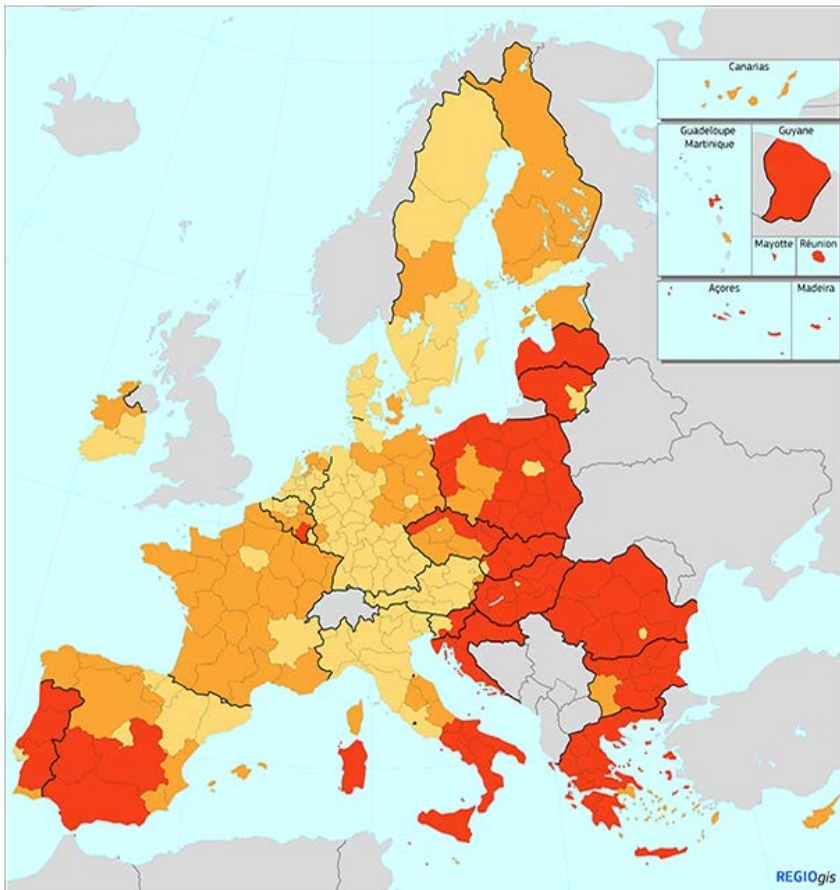 Canarias
Guadeloupe
Martinique
Guyane
Mayotte
Réunion
Açores
Madeira
REGIOgis